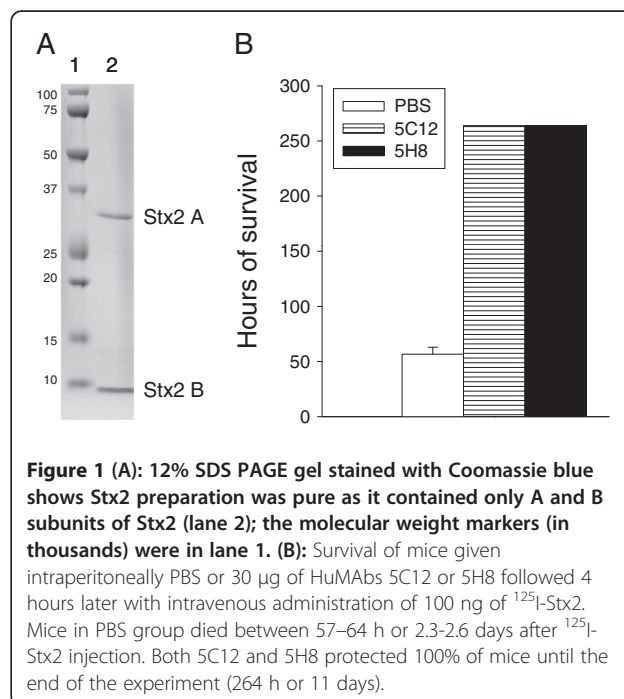 A
B
1 2
100
75
50
37
25
20
15
10
Stx2 A
Stx2 B
Hours of survival
300
250
200
150
100
50
0
PBS
5C12
5H8
Figure 1 (A): 12% SDS PAGE gel stained with Coomassie blue
shows Stx2 preparation was pure as it contained only A and B
subunits of Stx2 (lane 2); the molecular weight markers (in
thousands) were in lane 1. (B): Survival of mice given
intraperitoneally PBS or 30 μg of HuMAbs 5C12 or 5H8 followed 4
hours later with intravenous administration of 100 ng of ¹²⁵I-Stx2.
Mice in PBS group died between 57–64 h or 2.3-2.6 days after ¹²⁵I-
Stx2 injection. Both 5C12 and 5H8 protected 100% of mice until the
end of the experiment (264 h or 11 days).